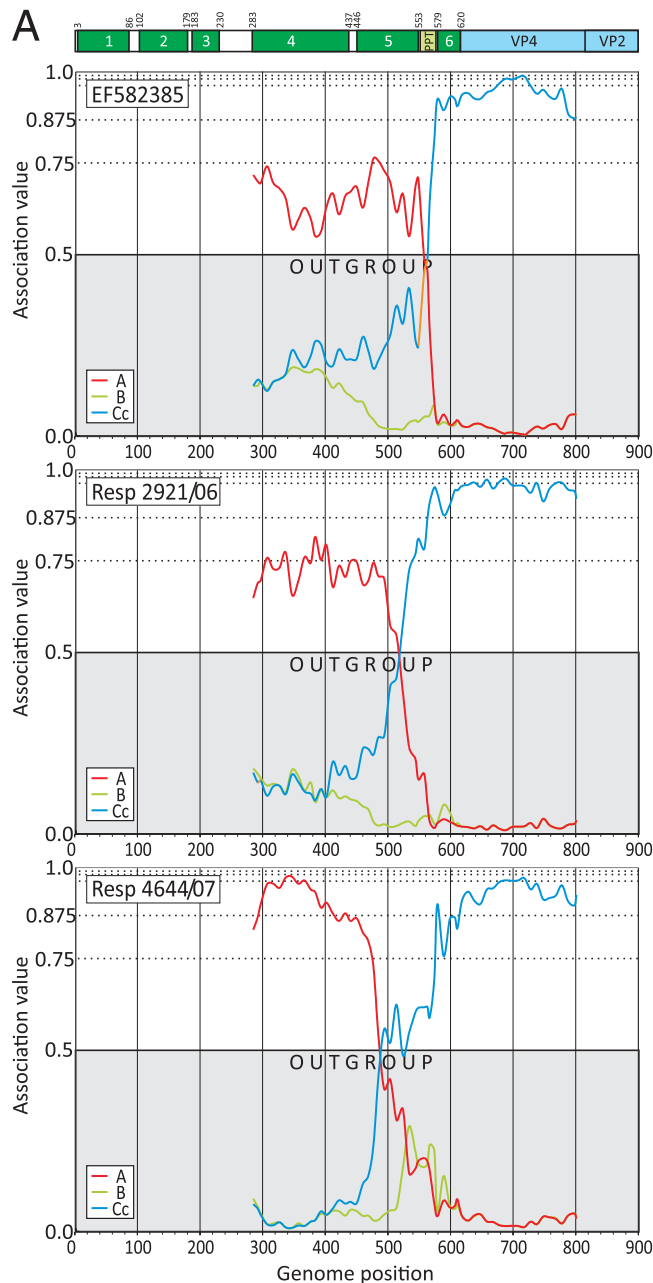 A
3 86 102 179 183 230 283 437 446 553 579 620
1 2 3 4 5 PPT 6 VP4 VP2
1.0
EF582385
0.875
0.75
Association value
0.5
OUTGROUP
A
B
Cc
0.0
0 100 200 300 400 500 600 700 800 900
1.0
Resp 2921/06
0.875
0.75
Association value
0.5
OUTGROUP
A
B
Cc
0.0
0 100 200 300 400 500 600 700 800 900
1.0
Resp 4644/07
0.875
0.75
Association value
0.5
OUTGROUP
A
B
Cc
0.0
0 100 200 300 400 500 600 700 800 900
Genome position